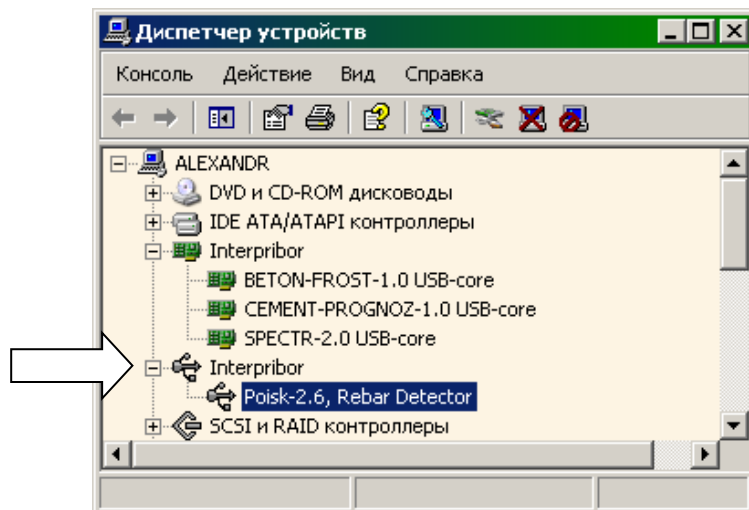 Диспетчер устройств
Консоль Действие Вид Справка
ALEXANDR
DVD и CD-ROM дисководы
IDE ATA/ATAPI контроллеры
Interpribor
BETON-FROST-1.0 USB-core
CEMENT-PROGNOZ-1.0 USB-core
SPECTR-2.0 USB-core
Interpribor
Poisk-2.6, Rebar Detector
SCSI и RAID контроллеры